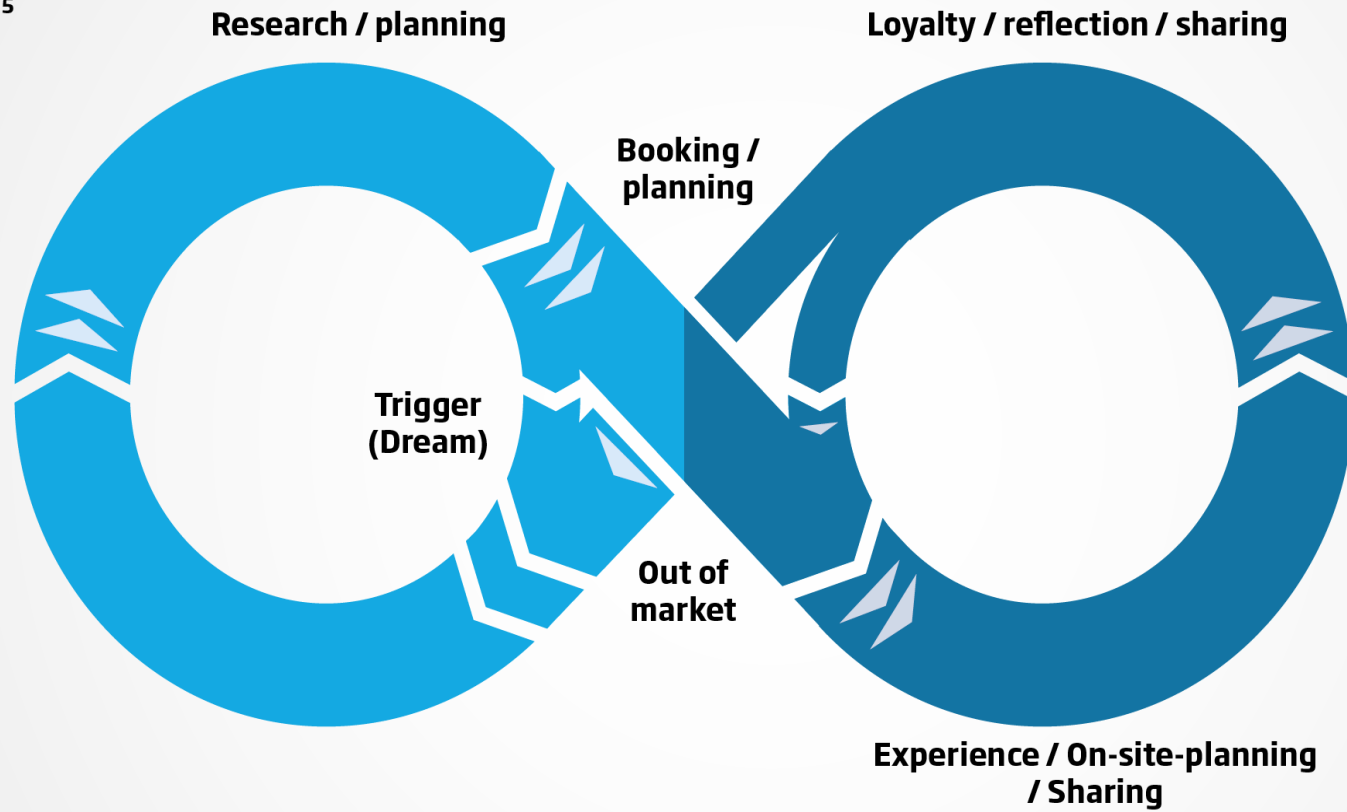 5
Research / planning
Loyalty / reflection / sharing
Booking /
planning
Trigger
(Dream)
Out of
market
Experience / On-site-planning
/ Sharing